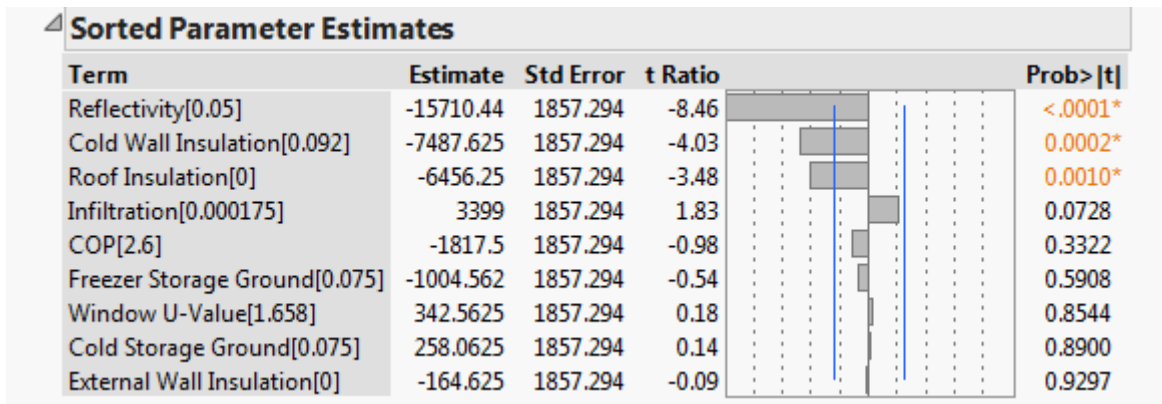 Sorted Parameter Estimates
Term Estimate Std Error t Ratio Prob>|t|
Reflectivity[0.05] -15710.44 1857.294 -8.46 <.0001*
Cold Wall Insulation[0.092] -7487.625 1857.294 -4.03 0.0002*
Roof Insulation[0] -6456.25 1857.294 -3.48 0.0010*
Infiltration[0.000175] 3399 1857.294 1.83 0.0728
COP[2.6] -1817.5 1857.294 -0.98 0.3322
Freezer Storage Ground[0.075] -1004.562 1857.294 -0.54 0.5908
Window U-Value[1.658] 342.5625 1857.294 0.18 0.8544
Cold Storage Ground[0.075] 258.0625 1857.294 0.14 0.8900
External Wall Insulation[0] -164.625 1857.294 -0.09 0.9297